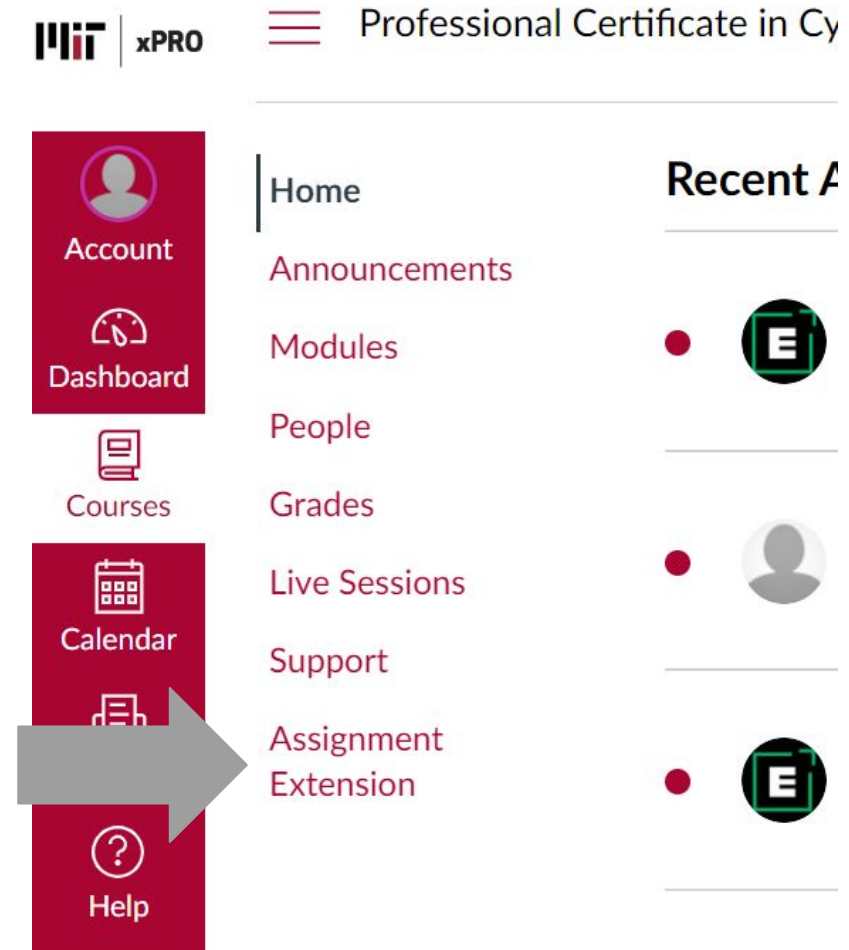 MiT xPRO
Professional Certificate in Cy
Account
Dashboard
Courses
Calendar
Help
Home
Announcements
Modules
People
Grades
Live Sessions
Support
Assignment
Extension
Recent A
E
E